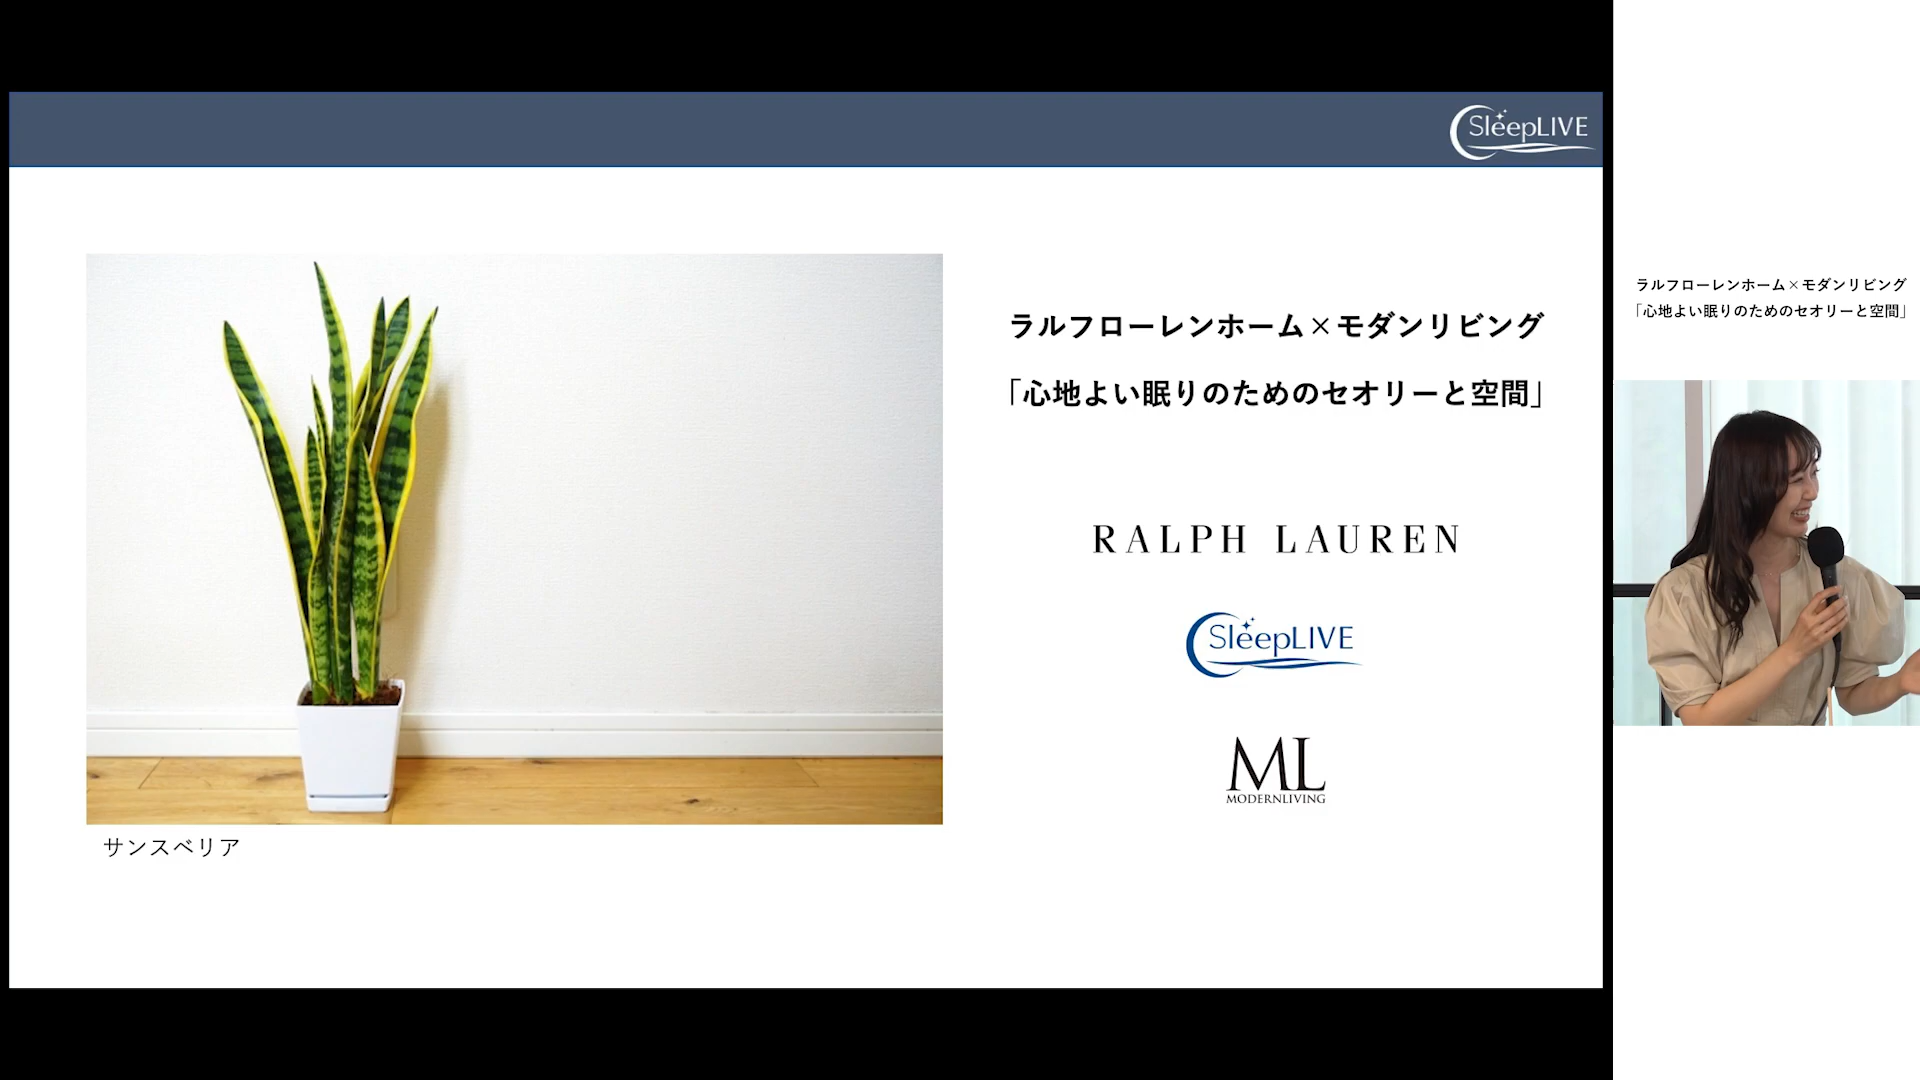 SleepLIVE
ラルフローレンホーム×モダンリビング
「心地よい眠りのためのセオリーと空間」
RALPH LAUREN
SleepLIVE
ML
MODERNLIVING
サンスベリア
ラルフローレンホーム×モダンリビング
「心地よい眠りのためのセオリーと空間」